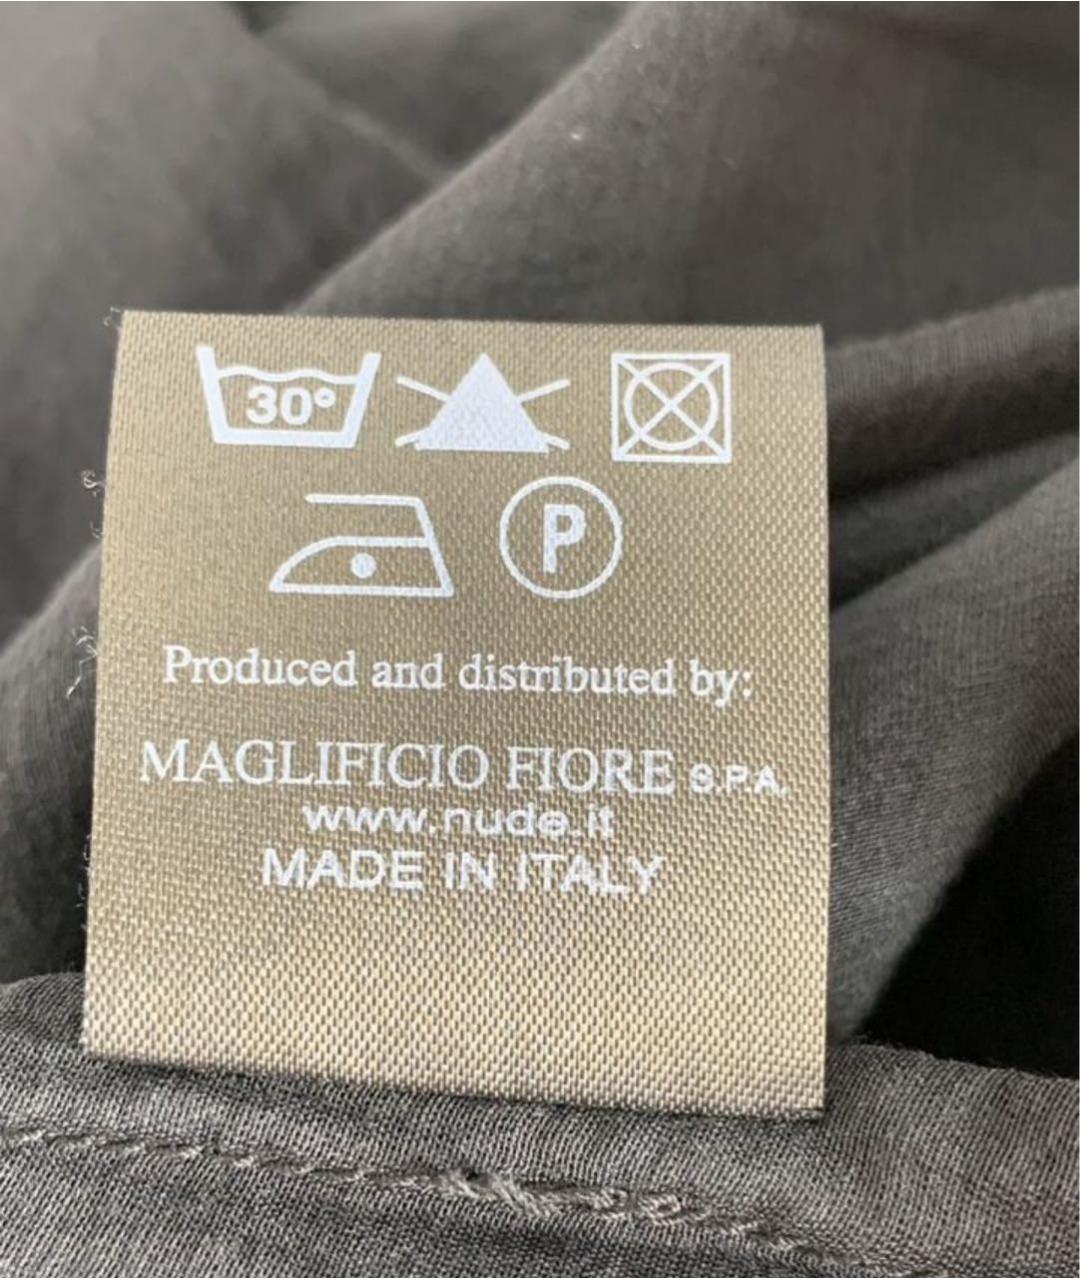 30°
P
Produced and distributed by:
MAGLIFICIO FIORE S.P.A.
www.nude.it
MADE IN ITALY